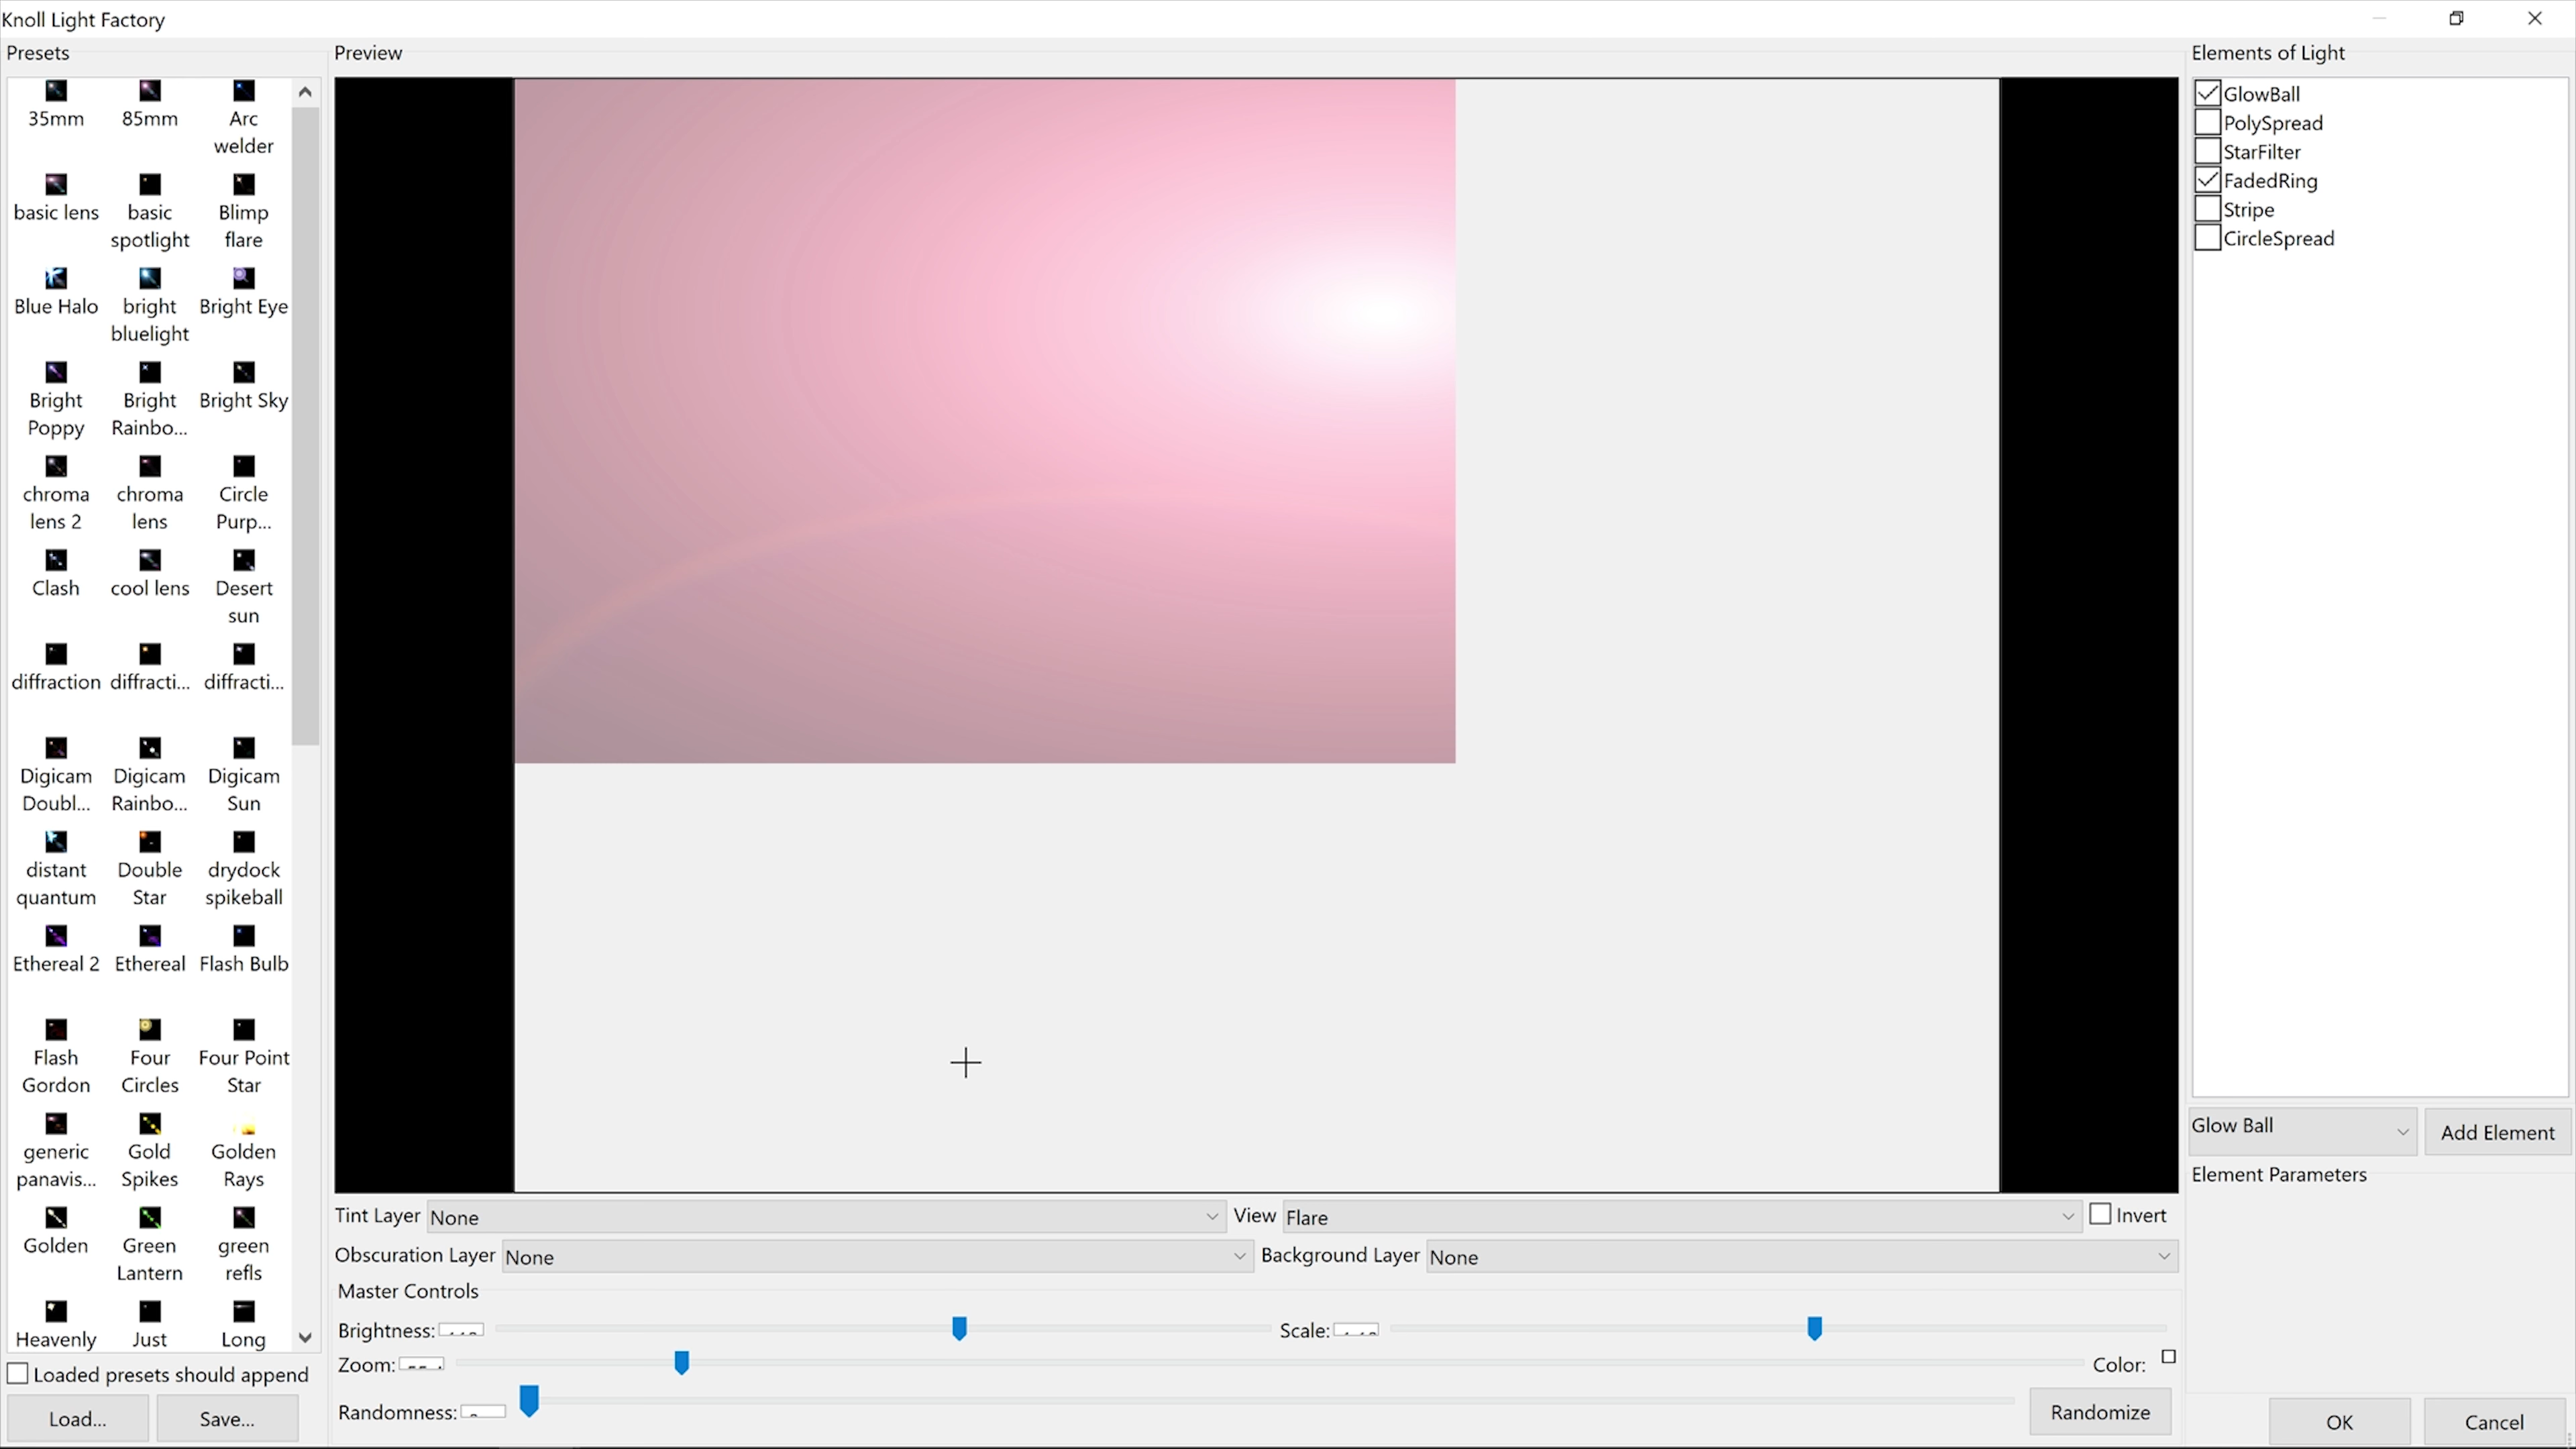 Knoll Light Factory
Presets
35mm
85mm
Arc
welder
basic lens
basic
spotlight
Blimp
flare
Blue Halo
bright
bluelight
Bright Eye
Bright
Poppy
Bright
Rainbo...
Bright Sky
chroma
lens 2
chroma
lens
Circle
Purp...
Clash
cool lens
Desert
sun
diffraction
diffracti...
diffracti...
Digicam
Doubl...
Digicam
Rainbo...
Digicam
Sun
distant
quantum
Double
Star
drydock
spikeball
Ethereal 2
Ethereal
Flash Bulb
Flash
Gordon
Four
Circles
Four Point
Star
generic
panavis...
Gold
Spikes
Golden
Rays
Golden
Green
Lantern
green
refls
Heavenly
Just
Long
Loaded presets should append
Load...
Save...
Preview
Tint Layer
None
View
Flare
Invert
Obscuration Layer
None
Background Layer
None
Master Controls
Brightness:
Scale:
Zoom:
Color:
Randomness:
Randomize
Elements of Light
GlowBall
PolySpread
StarFilter
FadedRing
Stripe
CircleSpread
Glow Ball
Add Element
Element Parameters
OK
Cancel